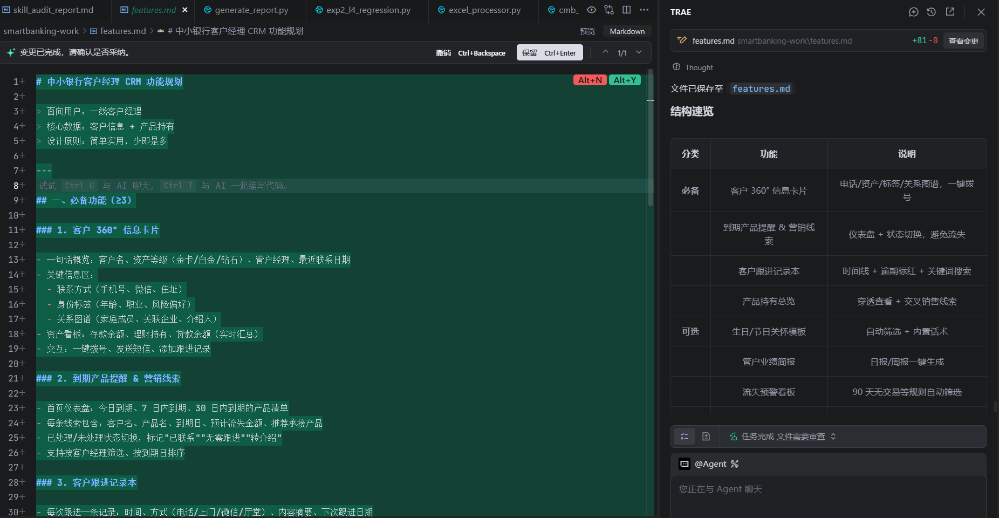 skill_audit_report.md
features.md
generate_report.py
exp2_l4_regression.py
excel_processor.py
cmb_
smartbanking-work > features.md > # 中小银行客户经理 CRM 功能规划
预览 Markdown
变更已完成，请确认是否采纳。
撤销 Ctrl+Backspace 保留 Ctrl+Enter 1/1
1+ # 中小银行客户经理 CRM 功能规划
Alt+N Alt+Y
2+
3+ > 面向用户：一线客户经理
4+ > 核心数据：客户信息 + 产品持有
5+ > 设计原则：简单实用，少即是多
6+
7+ ---
8+ 试试 Ctrl U 与 AI 聊天, Ctrl I 与 AI 一起编写代码。
9+ ## 一、必备功能（≥3）
10+
11+ ### 1. 客户 360° 信息卡片
12+
13+ - 一句话概览：客户名、资产等级（金卡/白金/钻石）、管户经理、最近联系日期
14+ - 关键信息区：
15+ - 联系方式（手机号、微信、住址）
16+ - 身份标签（年龄、职业、风险偏好）
17+ - 关系图谱（家庭成员、关联企业、介绍人）
18+ - 资产看板：存款余额、理财持有、贷款余额（实时汇总）
19+ - 交互：一键拨号、发送短信、添加跟进记录
20+
21+ ### 2. 到期产品提醒 & 营销线索
22+
23+ - 首页仪表盘：今日到期、7 日内到期、30 日内到期的产品清单
24+ - 每条线索包含：客户名、产品名、到期日、预计流失金额、推荐承接产品
25+ - 已处理/未处理状态切换，标记"已联系""无需跟进""转介绍"
26+ - 支持按客户经理筛选、按到期日排序
27+
28+ ### 3. 客户跟进记录本
29+
30+ - 每次跟进一条记录：时间、方式（电话/上门/微信/厅堂）、内容摘要、下次跟进日期
TRAE
features.md smartbanking-work\features.md +81 -0 查看变更
Thought
文件已保存至 features.md
结构速览
分类 功能 说明
必备 客户 360° 信息卡片 电话/资产/标签/关系图谱，一键拨号
到期产品提醒 & 营销线索 仪表盘 + 状态切换，避免流失
客户跟进记录本 时间线 + 逾期标红 + 关键词搜索
产品持有总览 穿透查看 + 交叉销售线索
可选 生日/节日关怀模板 自动筛选 + 内置话术
管户业绩简报 日报/周报一键生成
流失预警看板 90 天无交易等规则自动筛选
任务完成 文件需要审查
@Agent
您正在与 Agent 聊天